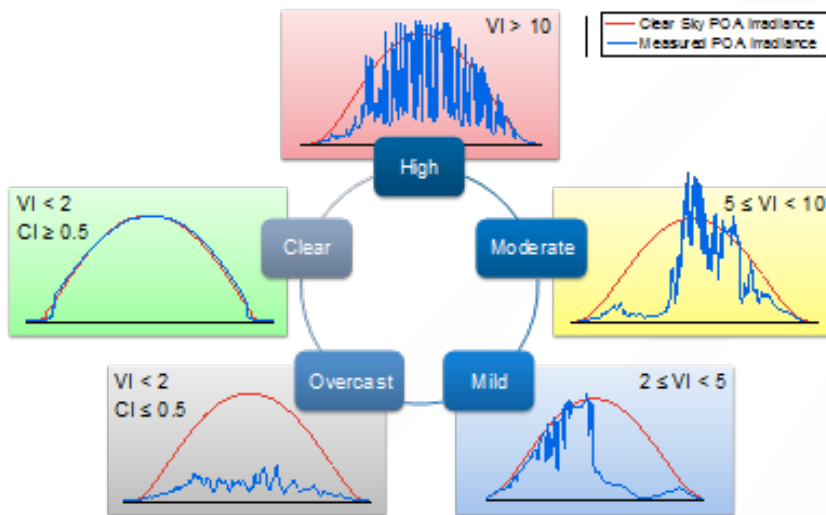 VI > 10
Clear Sky POA Irradiance
Measured POA Irradiance
High
VI < 2
CI ≥ 0.5
Clear
5 ≤ VI < 10
Moderate
VI < 2
CI ≤ 0.5
Overcast
2 ≤ VI < 5
Mild